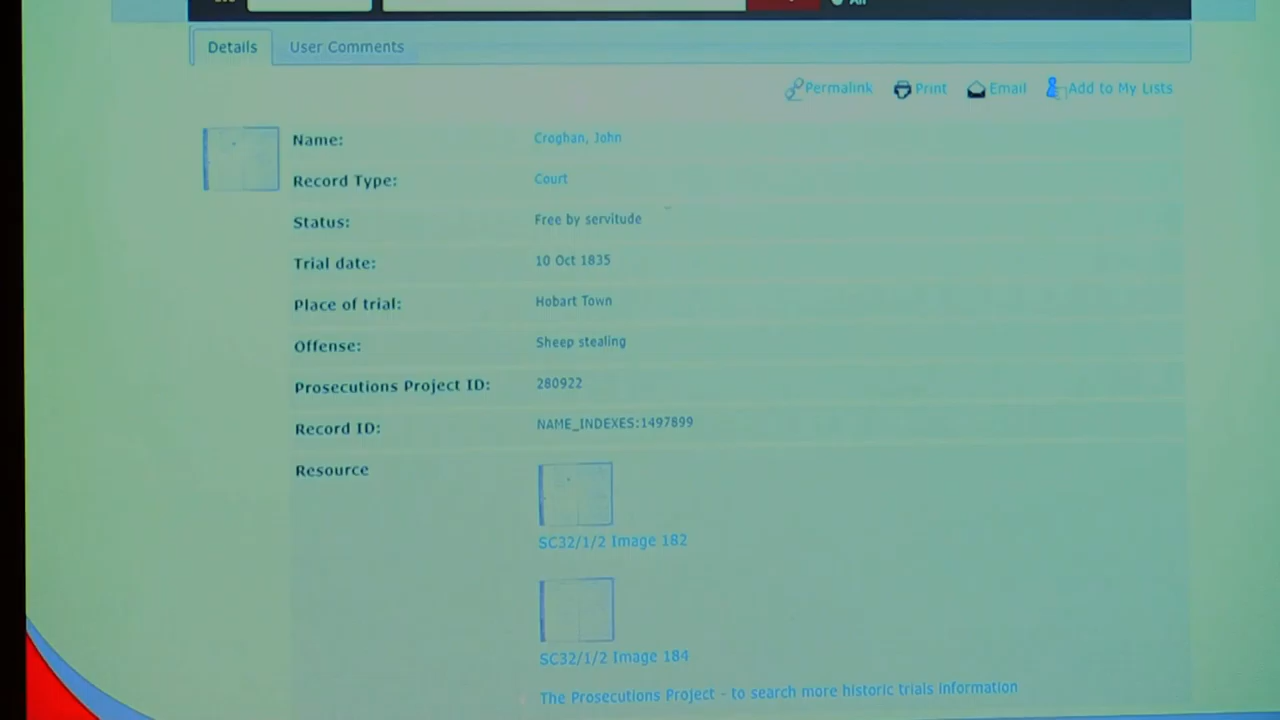 Details User Comments
Permalink Print Email Add to My Lists
Name: Croghan, John
Record Type: Court
Status: Free by servitude
Trial date: 10 Oct 1835
Place of trial: Hobart Town
Offense: Sheep stealing
Prosecutions Project ID: 280922
Record ID: NAME_INDEXES:1497899
Resource
SC32/1/2 Image 182
SC32/1/2 Image 184
The Prosecutions Project - to search more historic trials information